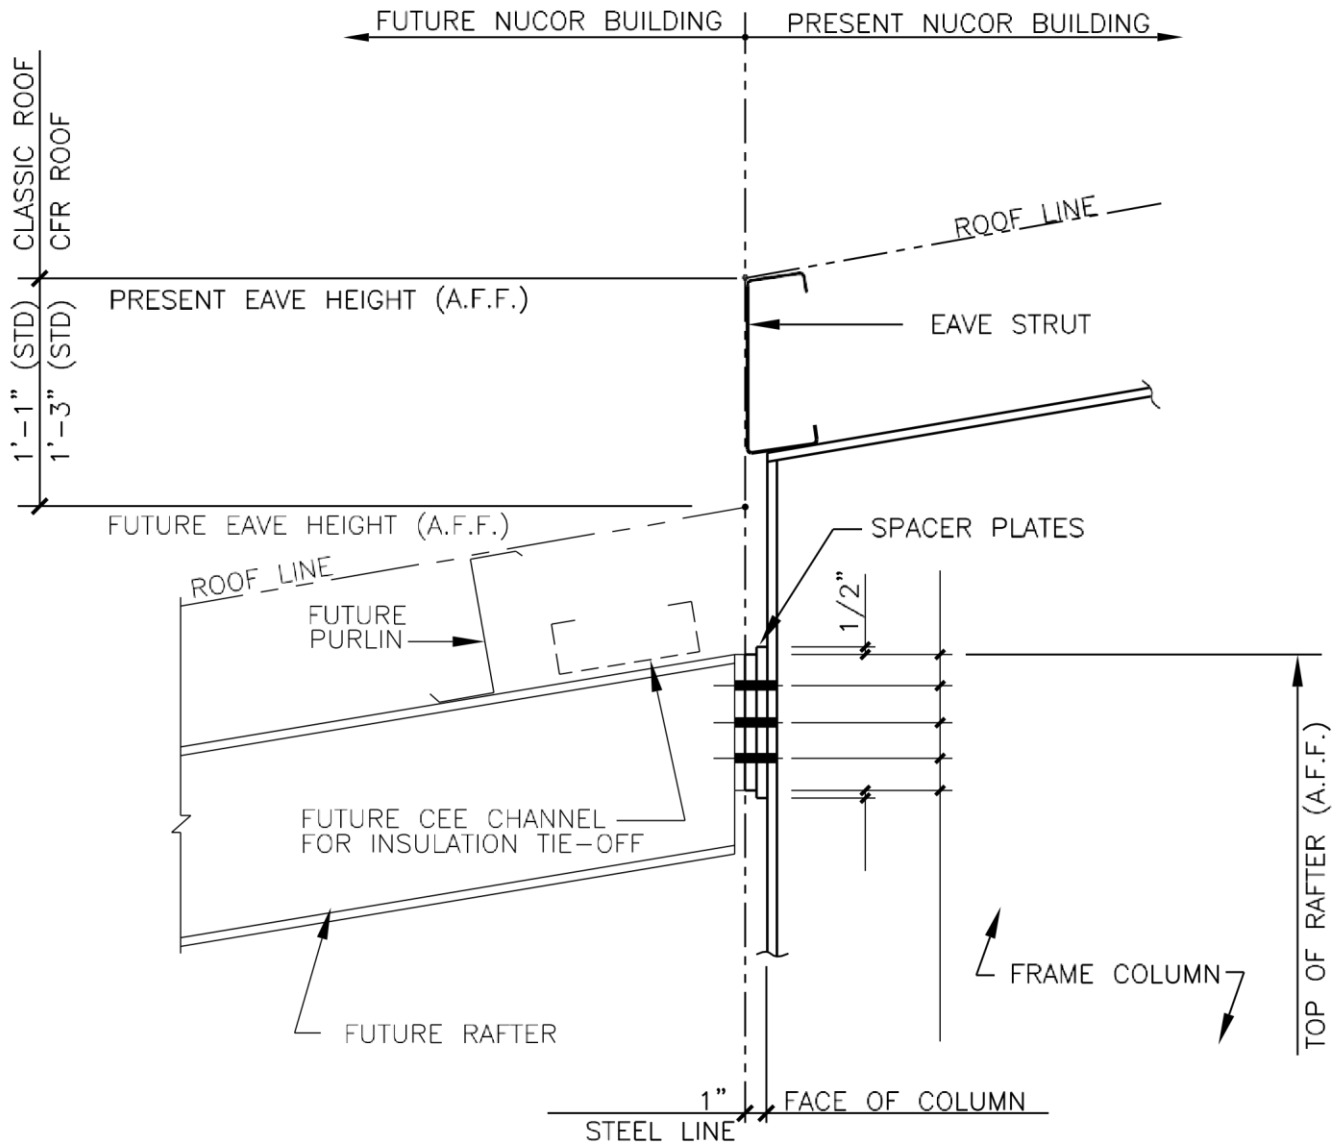 FUTURE NUCOR BUILDING
PRESENT NUCOR BUILDING
CLASSIC ROOF
CFR ROOF
ROOF LINE
PRESENT EAVE HEIGHT (A.F.F.)
EAVE STRUT
1'-1" (STD)
1'-3" (STD)
FUTURE EAVE HEIGHT (A.F.F.)
SPACER PLATES
ROOF LINE
1/2"
FUTURE
PURLIN
FUTURE CEE CHANNEL
FOR INSULATION TIE-OFF
TOP OF RAFTER (A.F.F.)
FRAME COLUMN
FUTURE RAFTER
1"
FACE OF COLUMN
STEEL LINE